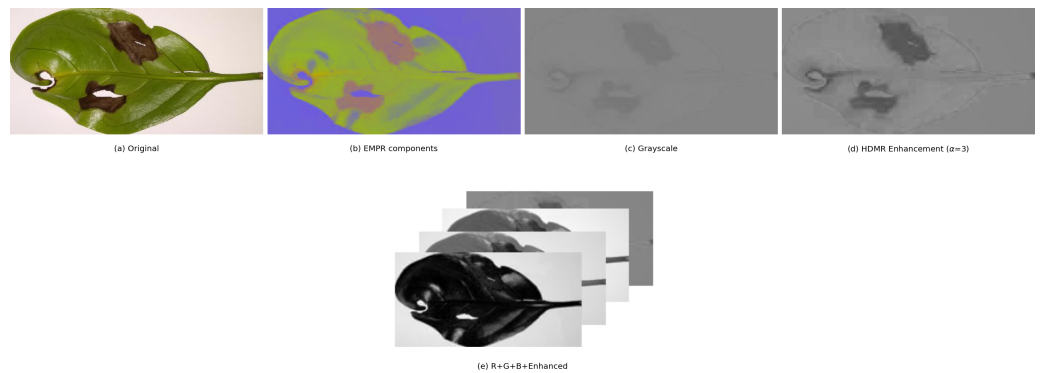 (a) Original
(b) EMPR components
(c) Grayscale
(d) HDMR Enhancement (α=3)
(e) R+G+B+Enhanced